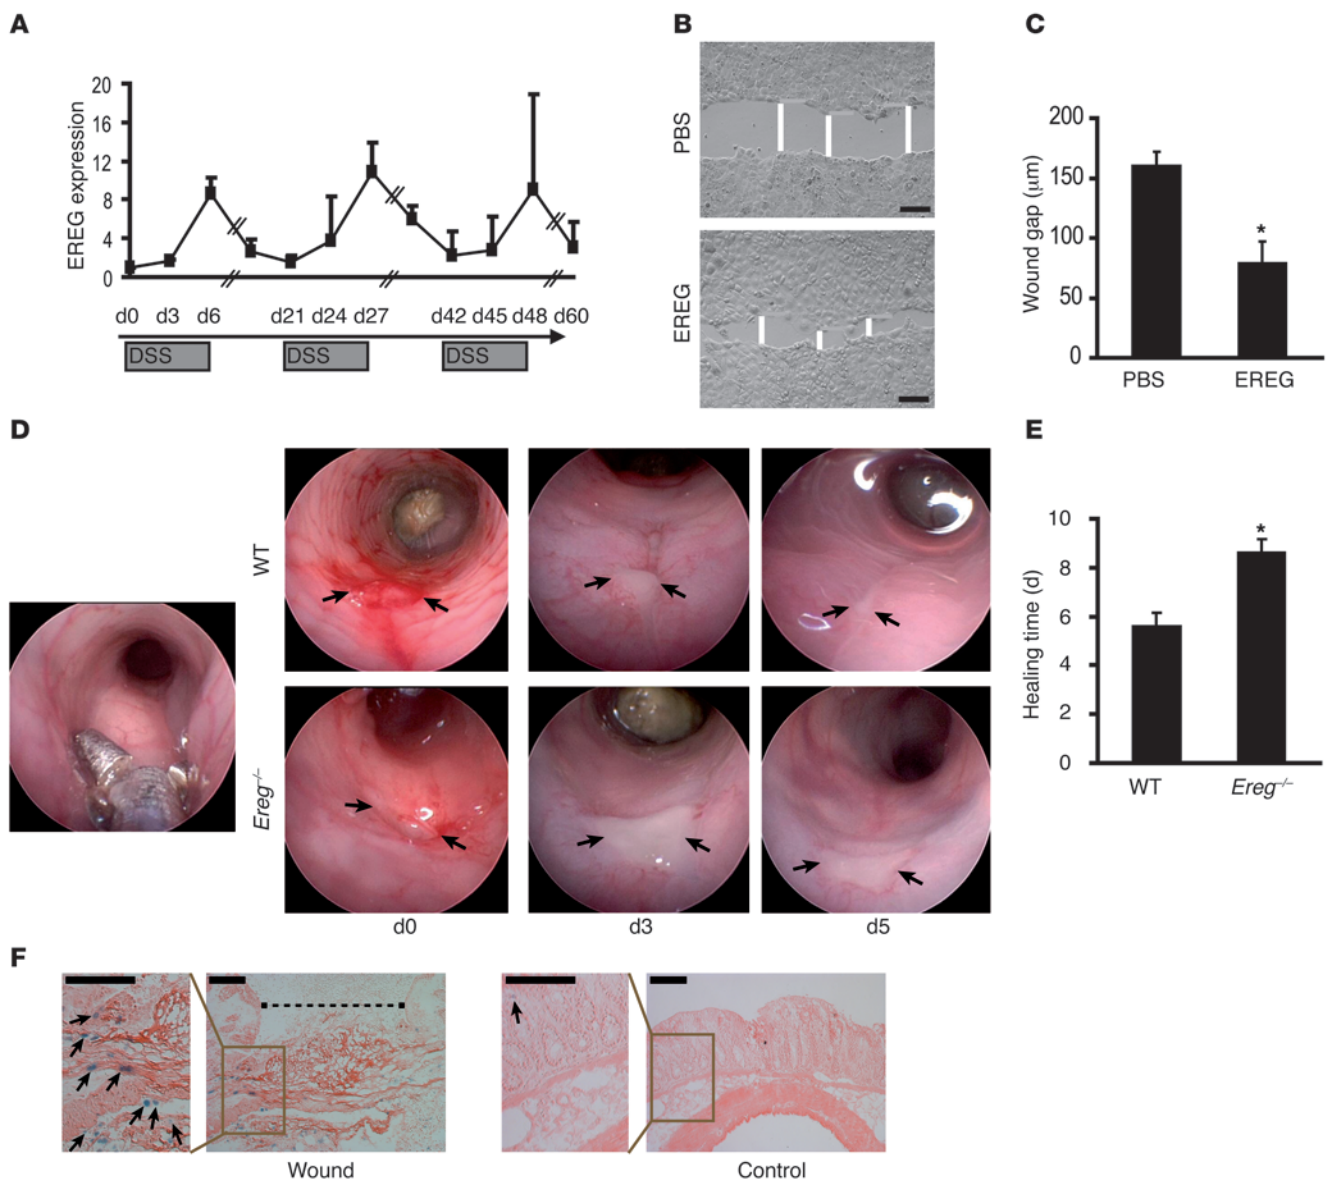 A
EREG expression
20
16
12
8
4
0
d0 d3 d6 d21 d24 d27 d42 d45 d48 d60
DSS DSS DSS
B
PBS
EREG
C
Wound gap (μm)
200
150
100
50
0
*
PBS EREG
D
WT
Ereg–/–
d0 d3 d5
E
Healing time (d)
10
8
6
4
2
0
*
WT Ereg–/–
F
Wound Control